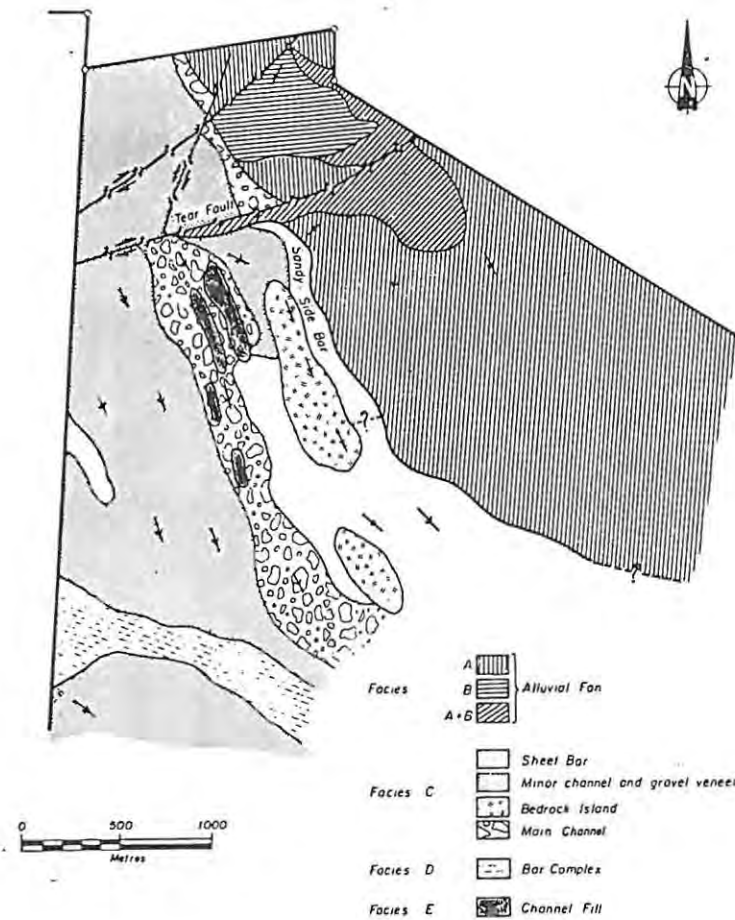 N
Tear Fault
Sandy Side Bar
?
?
Facies
A
B
A+B
Alluvial Fan
Facies C
Sheet Bar
Minor channel and gravel veneer
Bedrock Island
Main Channel
Facies D
Bar Complex
Facies E
Channel Fill
0 500 1000
Metres